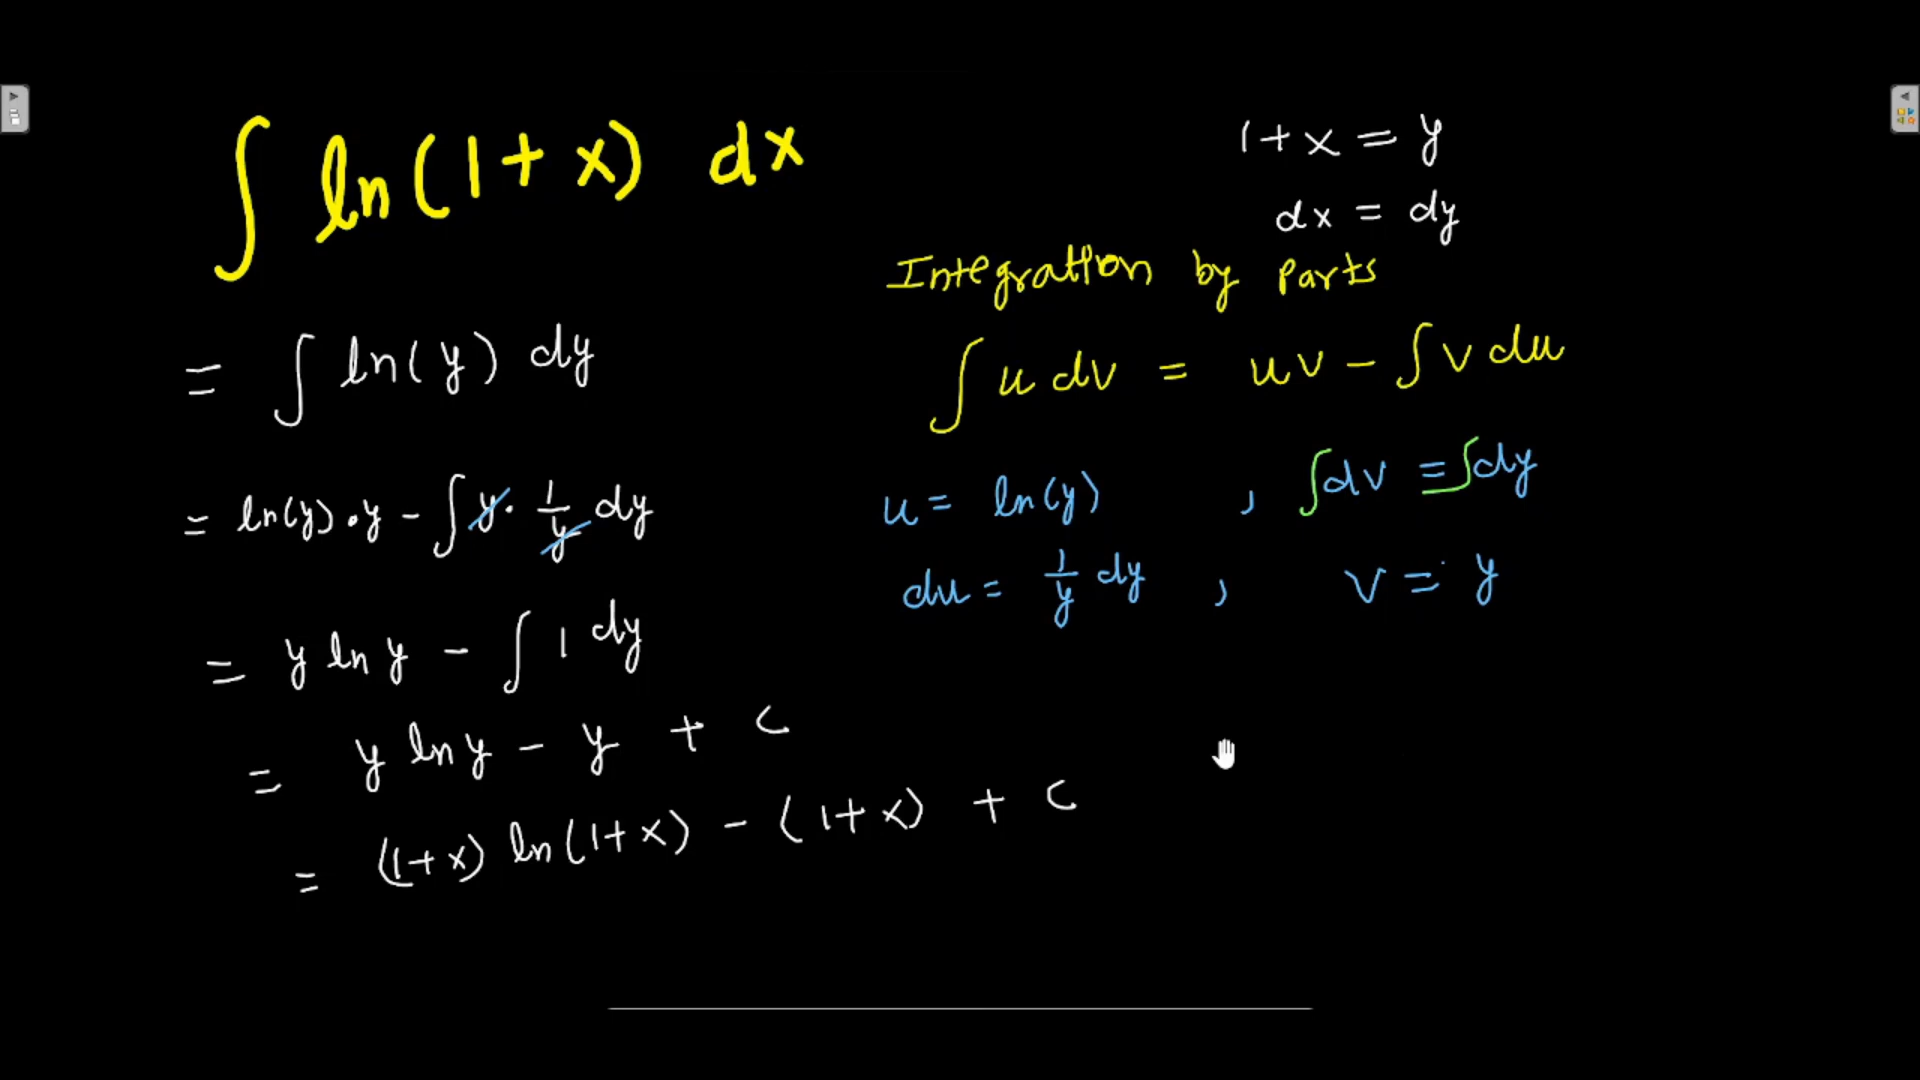 ∫ ln(1+x) dx
= ∫ ln(y) dy
= ln(y)·y - ∫ y · 1/y dy
= y ln y - ∫ 1 dy
= y ln y - y + c
= (1+x) ln(1+x) - (1+x) + c
1+x = y
dx = dy
Integration by Parts
∫ u dv = uv - ∫ v du
u = ln(y) , ∫dv = ∫dy
du = 1/y dy , v = y